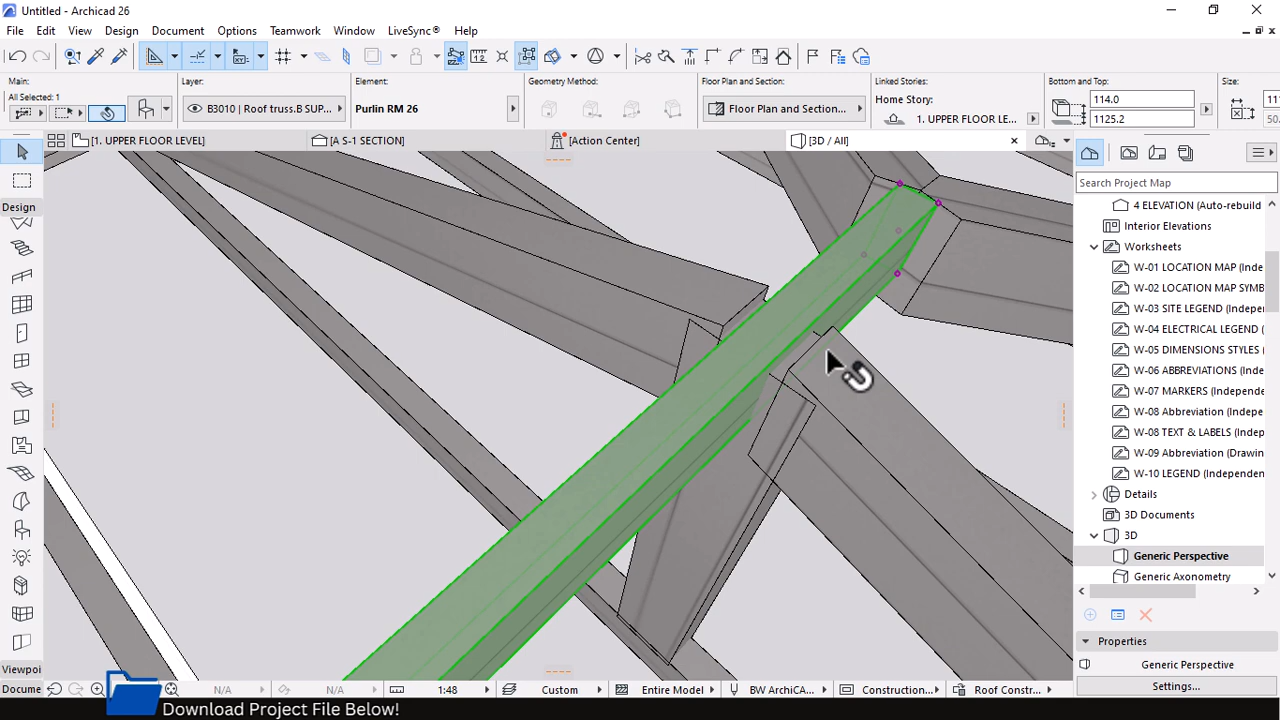 Untitled - Archicad 26
File Edit View Design Document Options Teamwork Window LiveSync® Help
Main:
All Selected: 1
Layer:
B3010 | Roof truss.B SUP...
Element:
Purlin RM 26
Geometry Method:
Floor Plan and Section:
Floor Plan and Section...
Linked Stories:
Home Story:
1. UPPER FLOOR LE...
Bottom and Top:
114.0
1125.2
Size:
[1. UPPER FLOOR LEVEL]
[A S-1 SECTION]
[Action Center]
[3D / All]
Design
Viewpoi
Docume
Search Project Map
4 ELEVATION (Auto-rebuild
Interior Elevations
Worksheets
W-01 LOCATION MAP (Inde
W-02 LOCATION MAP SYMB
W-03 SITE LEGEND (Indepen
W-04 ELECTRICAL LEGEND (
W-05 DIMENSIONS STYLES (
W-06 ABBREVIATIONS (Inde
W-07 MARKERS (Independen
W-08 Abbreviation (Indepe
W-08 TEXT & LABELS (Indep
W-09 Abbreviation (Drawin
W-10 LEGEND (Independent
Details
3D Documents
3D
Generic Perspective
Generic Axonometry
Properties
Generic Perspective
Settings...
N/A N/A 1:48 Custom Entire Model BW ArchiCA... Construction... Roof Constr...
Download Project File Below!